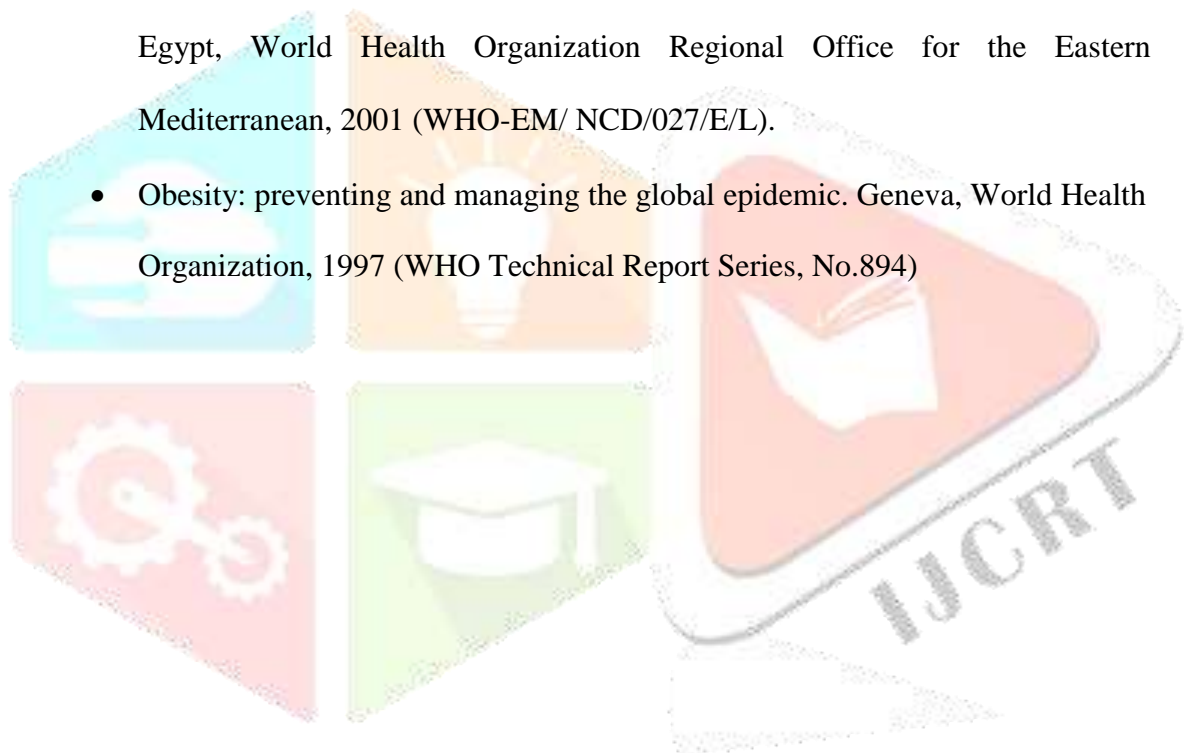 Egypt, World Health Organization Regional Office for the Eastern
Mediterranean, 2001 (WHO-EM/ NCD/027/E/L).
• Obesity: preventing and managing the global epidemic. Geneva, World Health
Organization, 1997 (WHO Technical Report Series, No.894)
IJCRT